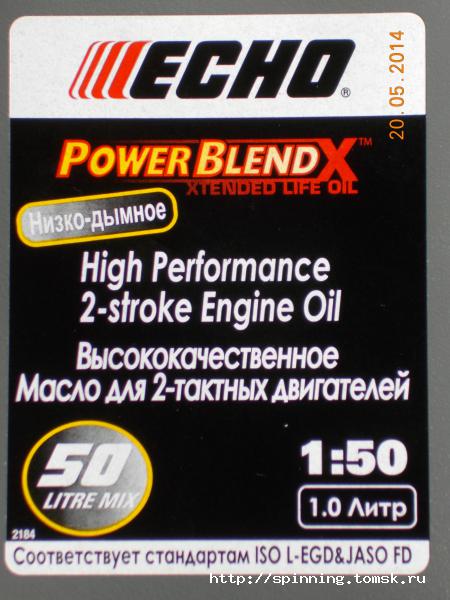 ECHO®
20.05.2014
POWER BLEND X™
XTENDED LIFE OIL
Низко-дымное
High Performance
2-stroke Engine Oil
Высококачественное
Масло для 2-тактных двигателей
50
LITRE MIX
1:50
1.0 Литр
2184
Соответствует стандартам ISO L-EGD&JASO FD
http://spinning.tomsk.ru